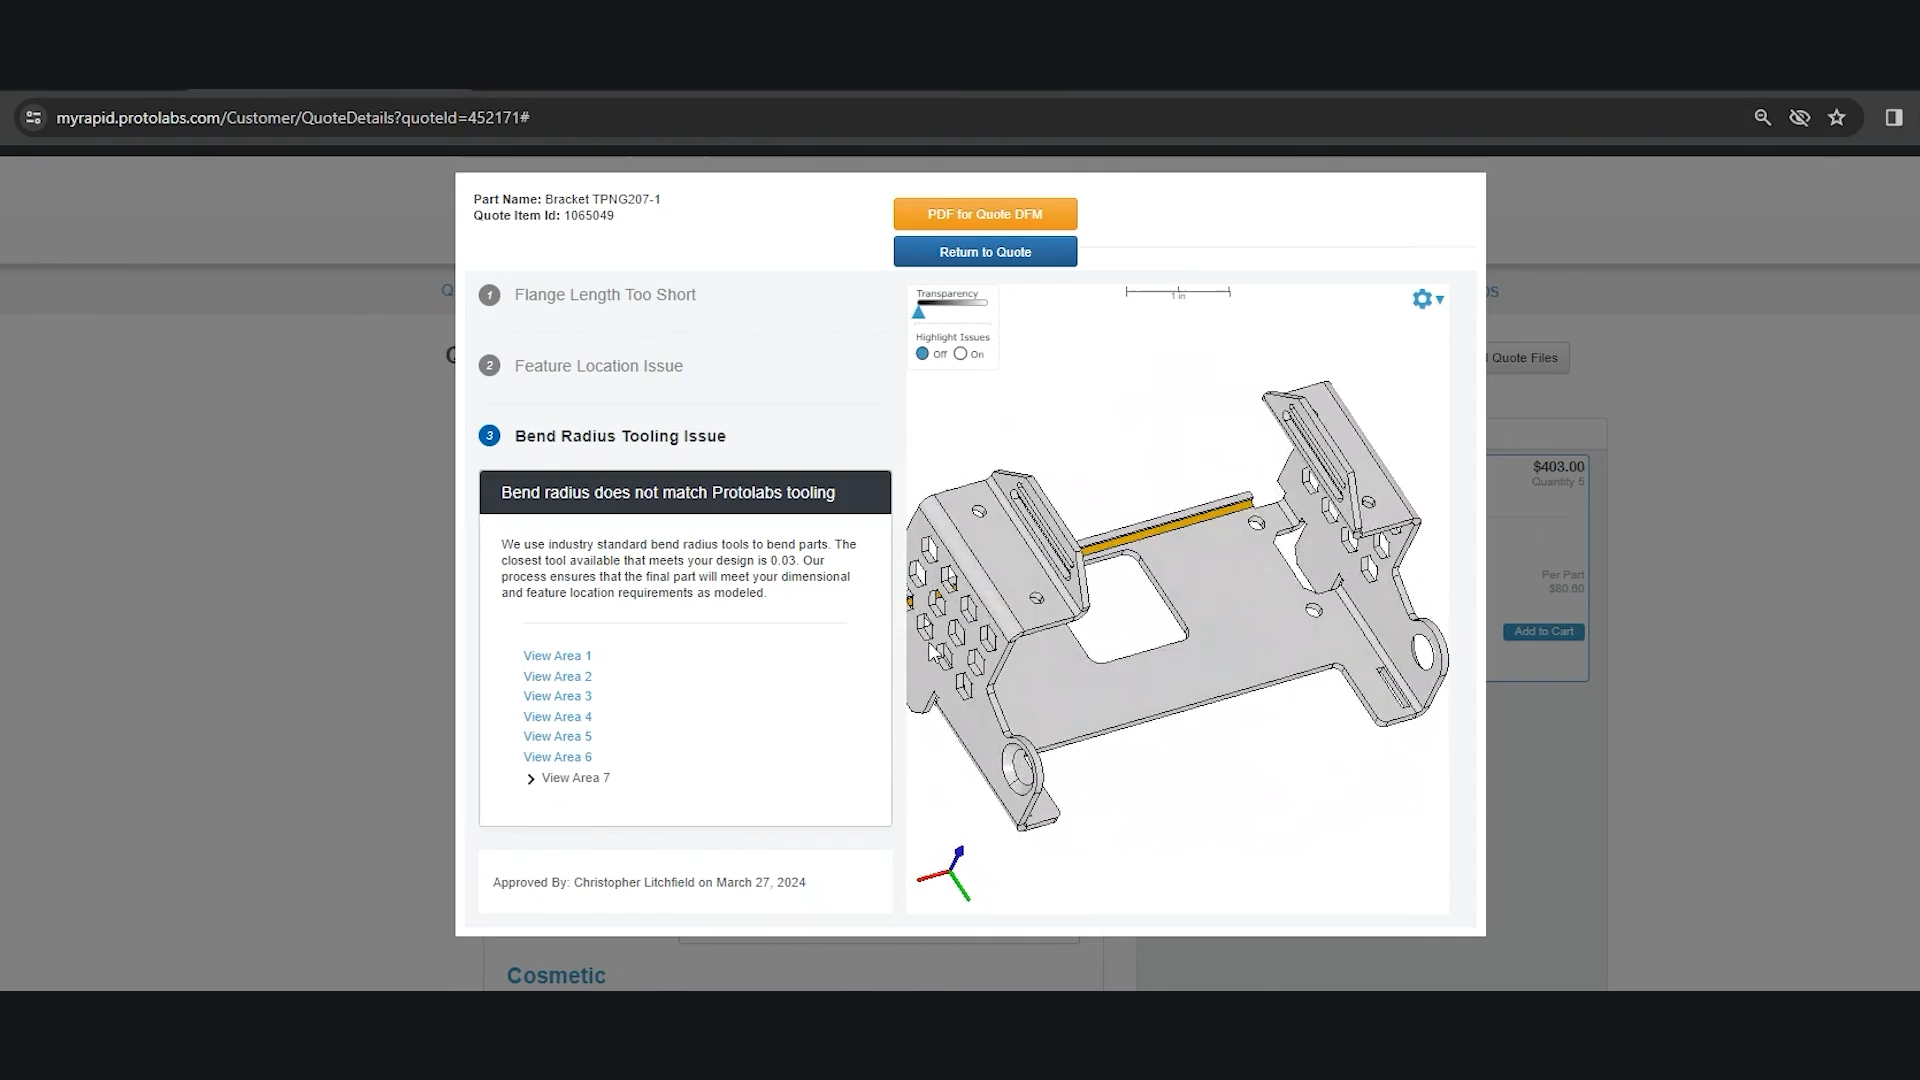 myrapid.protolabs.com/Customer/QuoteDetails?quoteId=452171#
Part Name: Bracket TPNG207-1
Quote Item Id: 1065049
PDF for Quote DFM
Return to Quote
1 Flange Length Too Short
2 Feature Location Issue
3 Bend Radius Tooling Issue
Bend radius does not match Protolabs tooling
We use industry standard bend radius tools to bend parts. The
closest tool available that meets your design is 0.03. Our
process ensures that the final part will meet your dimensional
and feature location requirements as modeled.
View Area 1
View Area 2
View Area 3
View Area 4
View Area 5
View Area 6
View Area 7
Approved By: Christopher Litchfield on March 27, 2024
Transparency
Highlight Issues
Off On
1 in
Quote Files
$403.00
Quantity 5
Per Part
$80.60
Add to Cart
Cosmetic